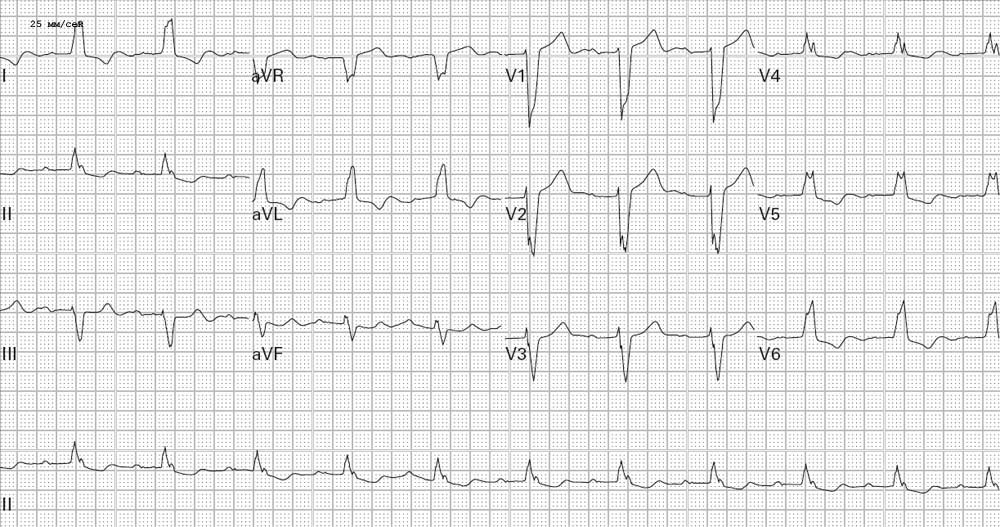 25 мм/сек
I aVR V1 V4
II aVL V2 V5
III aVF V3 V6
II